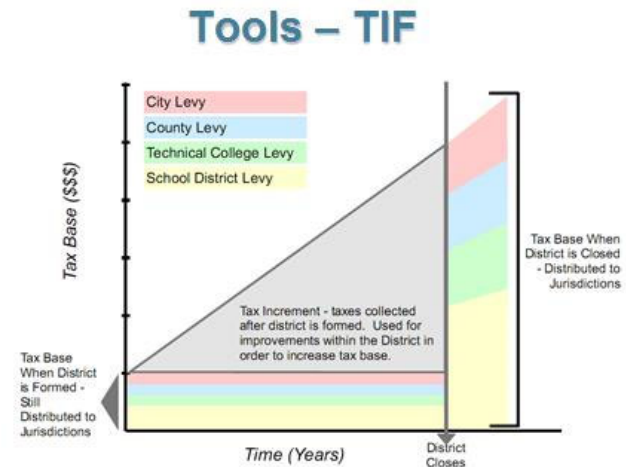 Tools – TIF
City Levy
County Levy
Technical College Levy
School District Levy
Tax Base ($$$)
Tax Increment - taxes collected
after district is formed.  Used for
improvements within the District in
order to increase tax base.
Tax Base When
District is Closed
- Distributed to
Jurisdictions
Tax Base
When District
is Formed -
Still
Distributed to
Jurisdictions
Time (Years)
District
Closes